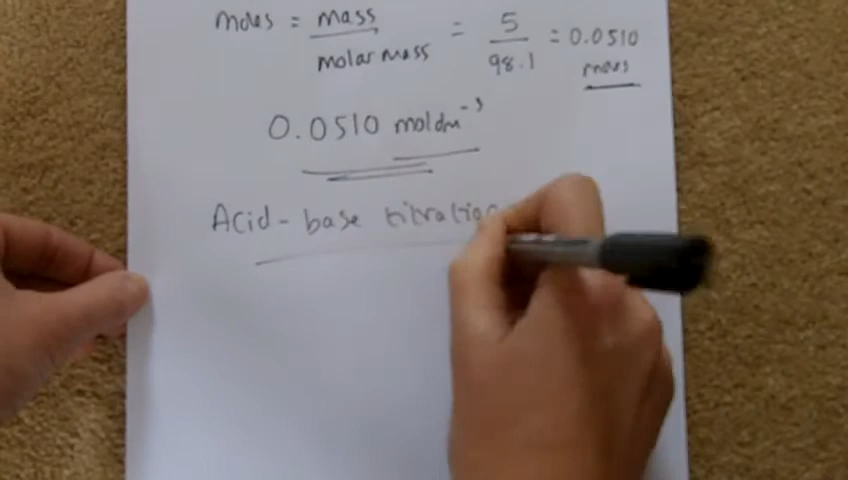 moles = mass / molar mass = 5 / 98.1 = 0.0510 moles
0.0510 moldm⁻³
Acid - base titration